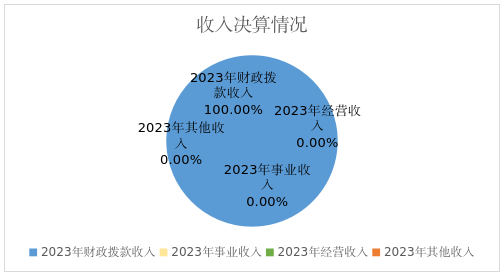 收入决算情况
2023年财政拨
款收入
100.00%
2023年经营收
入
0.00%
2023年其他收
入
0.00%
2023年事业收
入
0.00%
2023年财政拨款收入 2023年事业收入 2023年经营收入 2023年其他收入